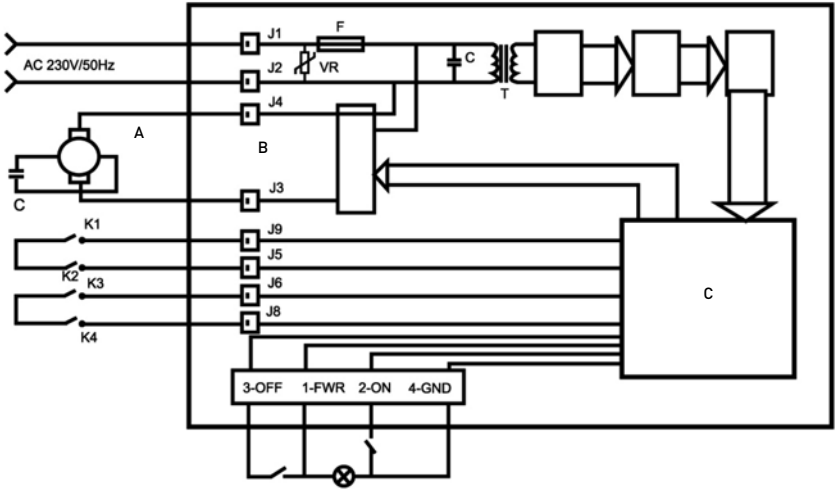 J1
F
AC 230V/50Hz
J2
VR
C
T
J4
A
B
C
J3
K1
J9
K2
J5
K3
J6
C
J8
K4
3-OFF 1-FWR 2-ON 4-GND